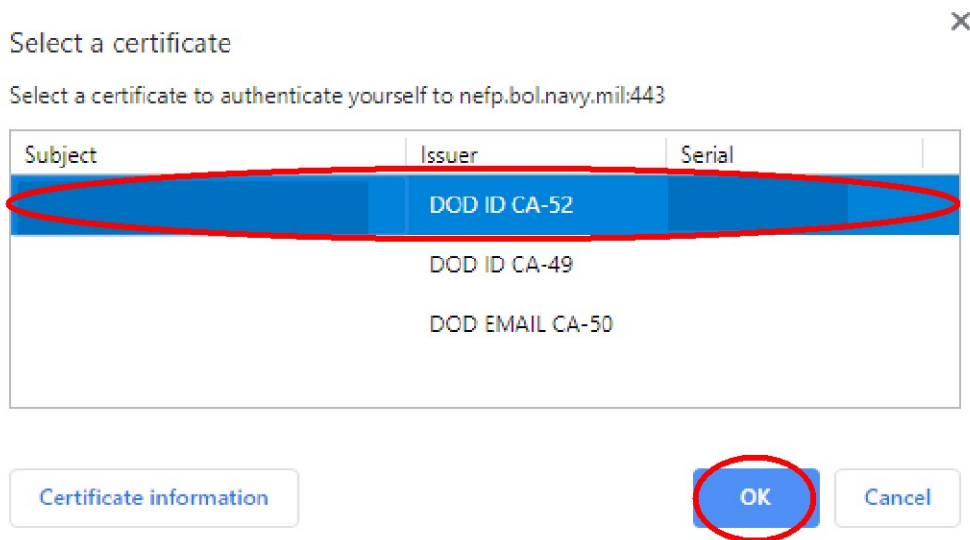 Select a certificate
Select a certificate to authenticate yourself to nefp.bol.navy.mil:443
Subject Issuer Serial
DOD ID CA-52
DOD ID CA-49
DOD EMAIL CA-50
Certificate information OK Cancel